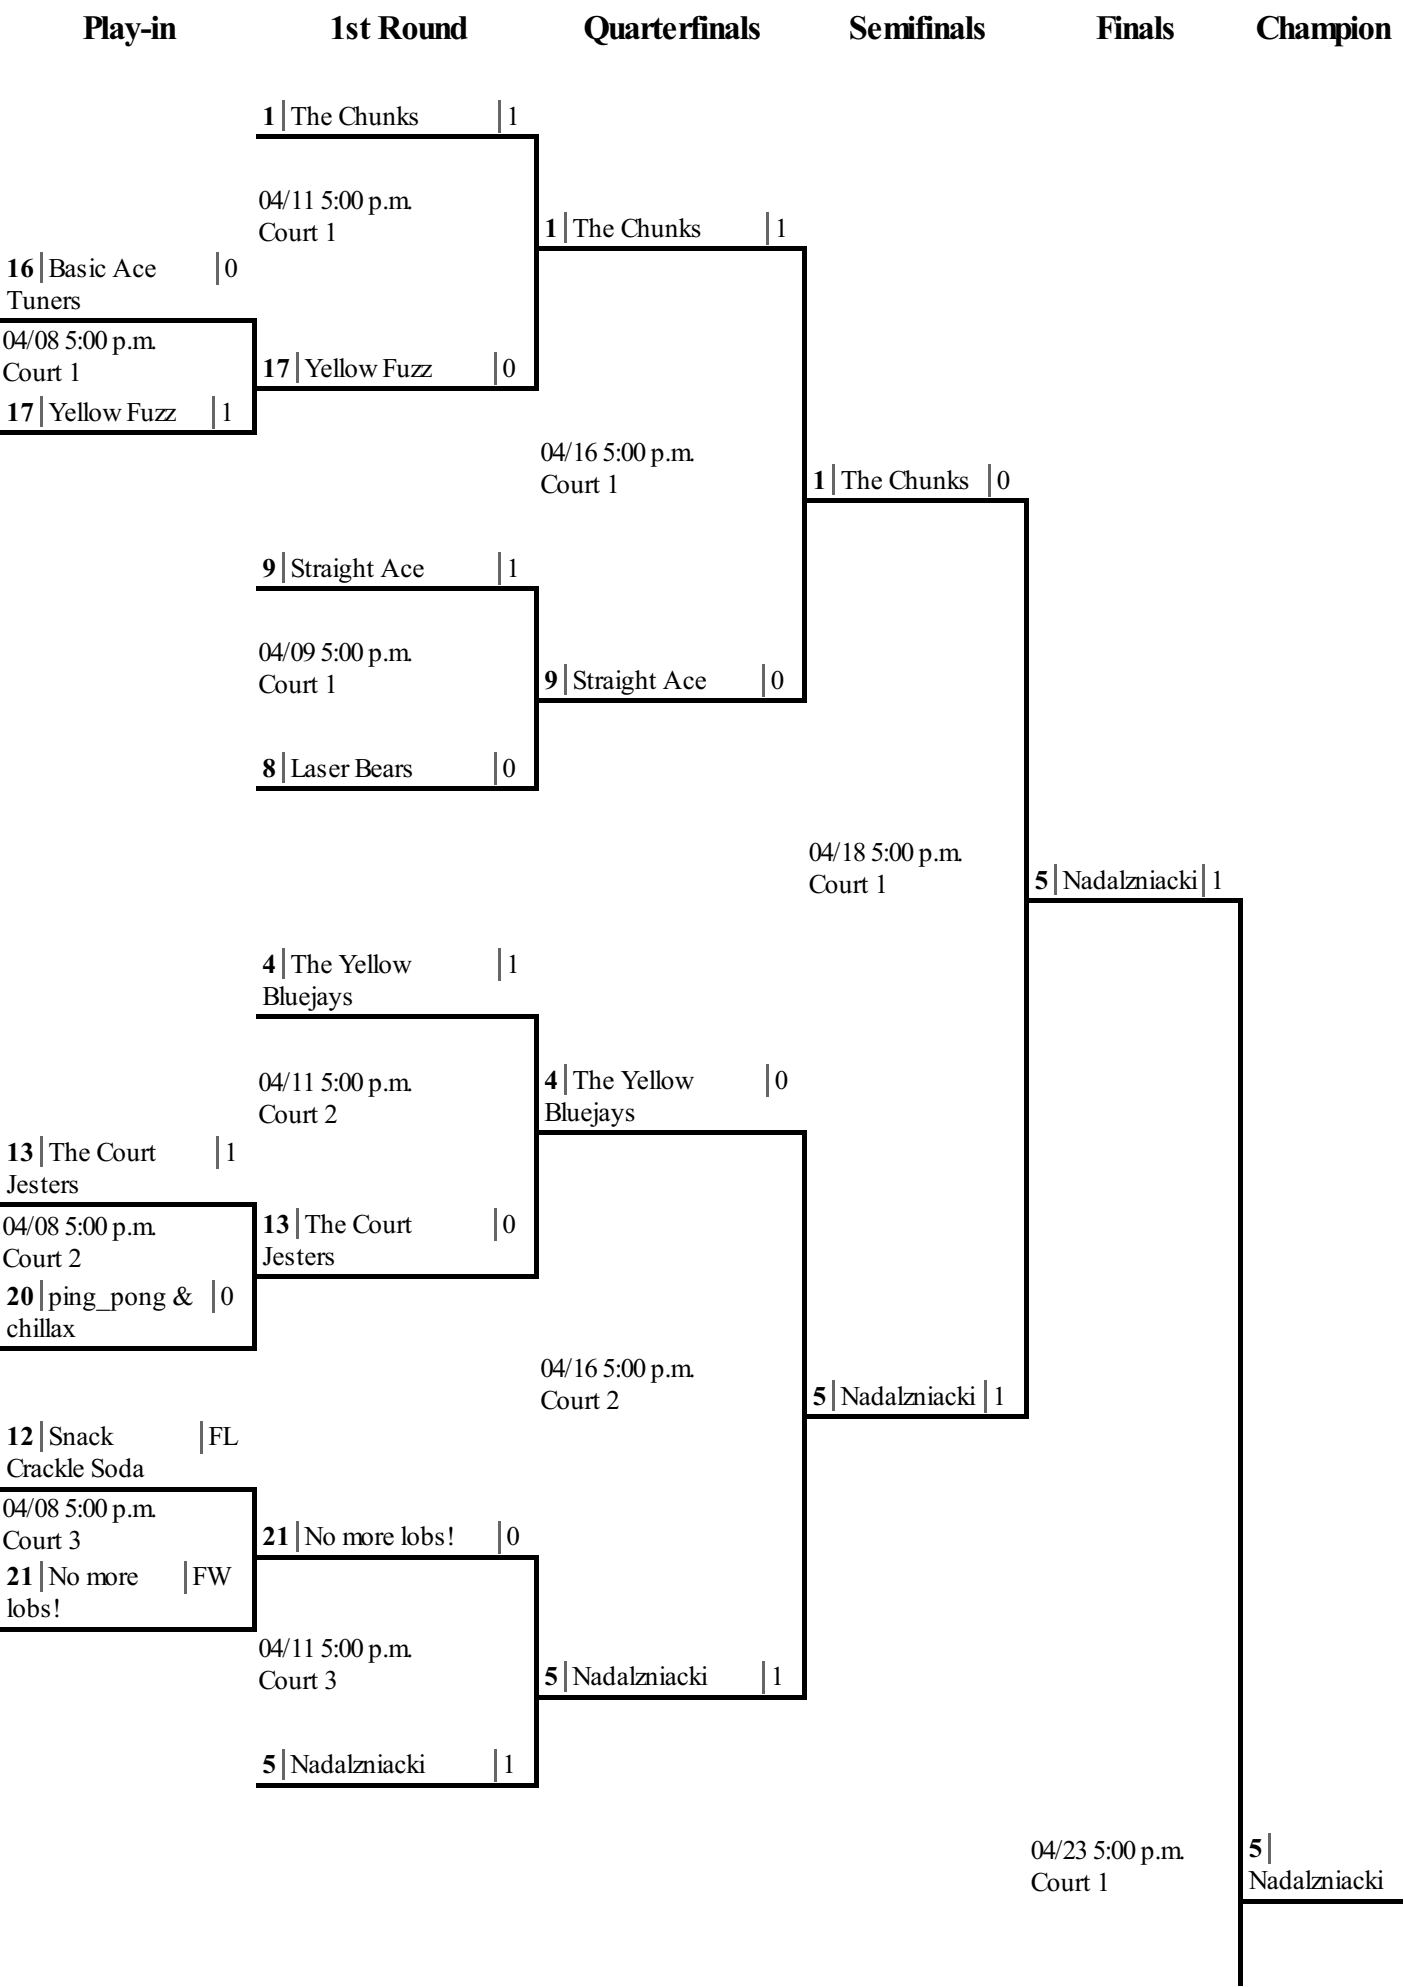 Play-in 1st Round Quarterfinals Semifinals Finals Champion
1 The Chunks 1
04/11 5:00 p.m.
Court 1
1 The Chunks 1
16 Basic Ace 0
Tuners
04/08 5:00 p.m.
Court 1
17 Yellow Fuzz 0
17 Yellow Fuzz 1
04/16 5:00 p.m.
Court 1
1 The Chunks 0
9 Straight Ace 1
04/09 5:00 p.m.
Court 1
9 Straight Ace 0
8 Laser Bears 0
04/18 5:00 p.m.
Court 1
5 Nadalzniacki 1
4 The Yellow 1
Bluejays
04/11 5:00 p.m.
Court 2
4 The Yellow 0
Bluejays
13 The Court 1
Jesters
04/08 5:00 p.m.
Court 2
13 The Court 0
Jesters
20 ping_pong & 0
chillax
04/16 5:00 p.m.
Court 2
5 Nadalzniacki 1
12 Snack FL
Crackle Soda
04/08 5:00 p.m.
Court 3
21 No more lobs! 0
21 No more FW
lobs!
04/11 5:00 p.m.
Court 3
5 Nadalzniacki 1
5 Nadalzniacki 1
04/23 5:00 p.m.
Court 1
5
Nadalzniacki